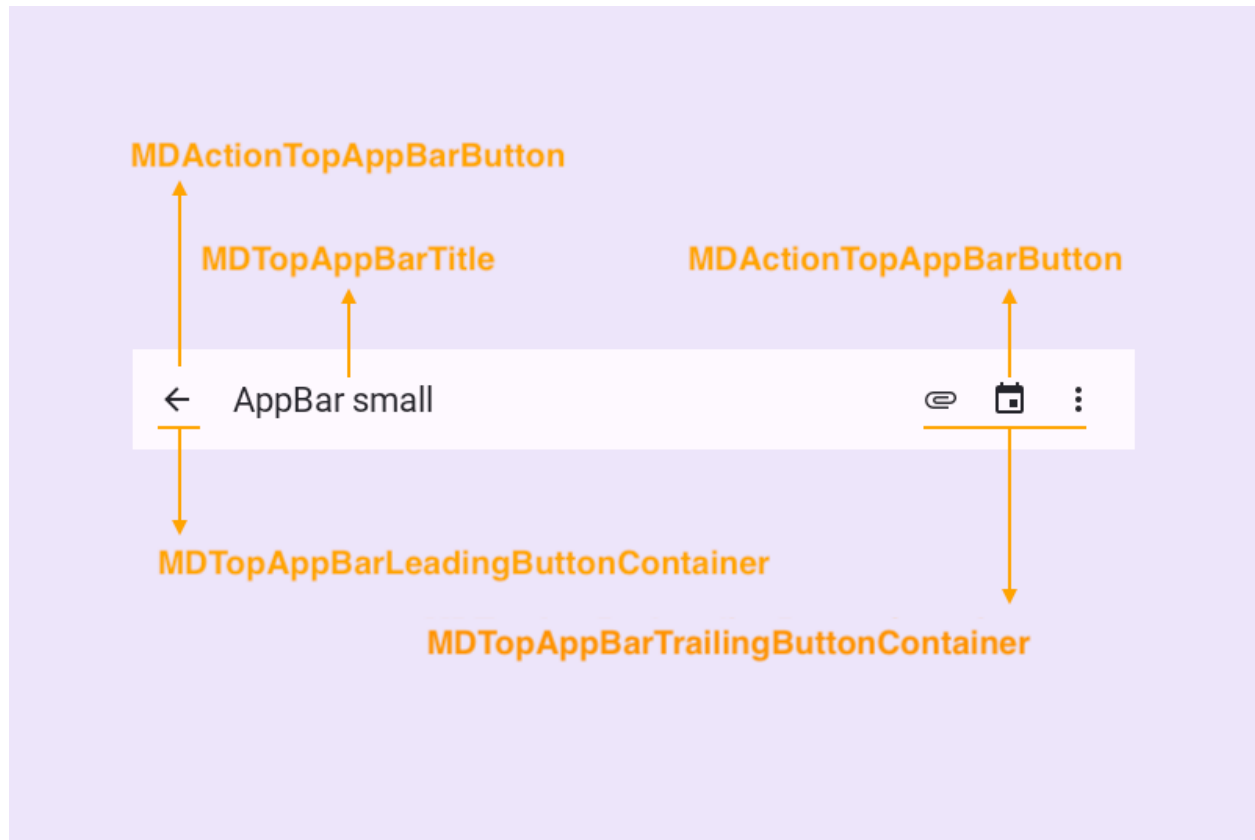 MDActionTopAppBarButton
MDTopAppBarTitle
MDActionTopAppBarButton
AppBar small
MDTopAppBarLeadingButtonContainer
MDTopAppBarTrailingButtonContainer